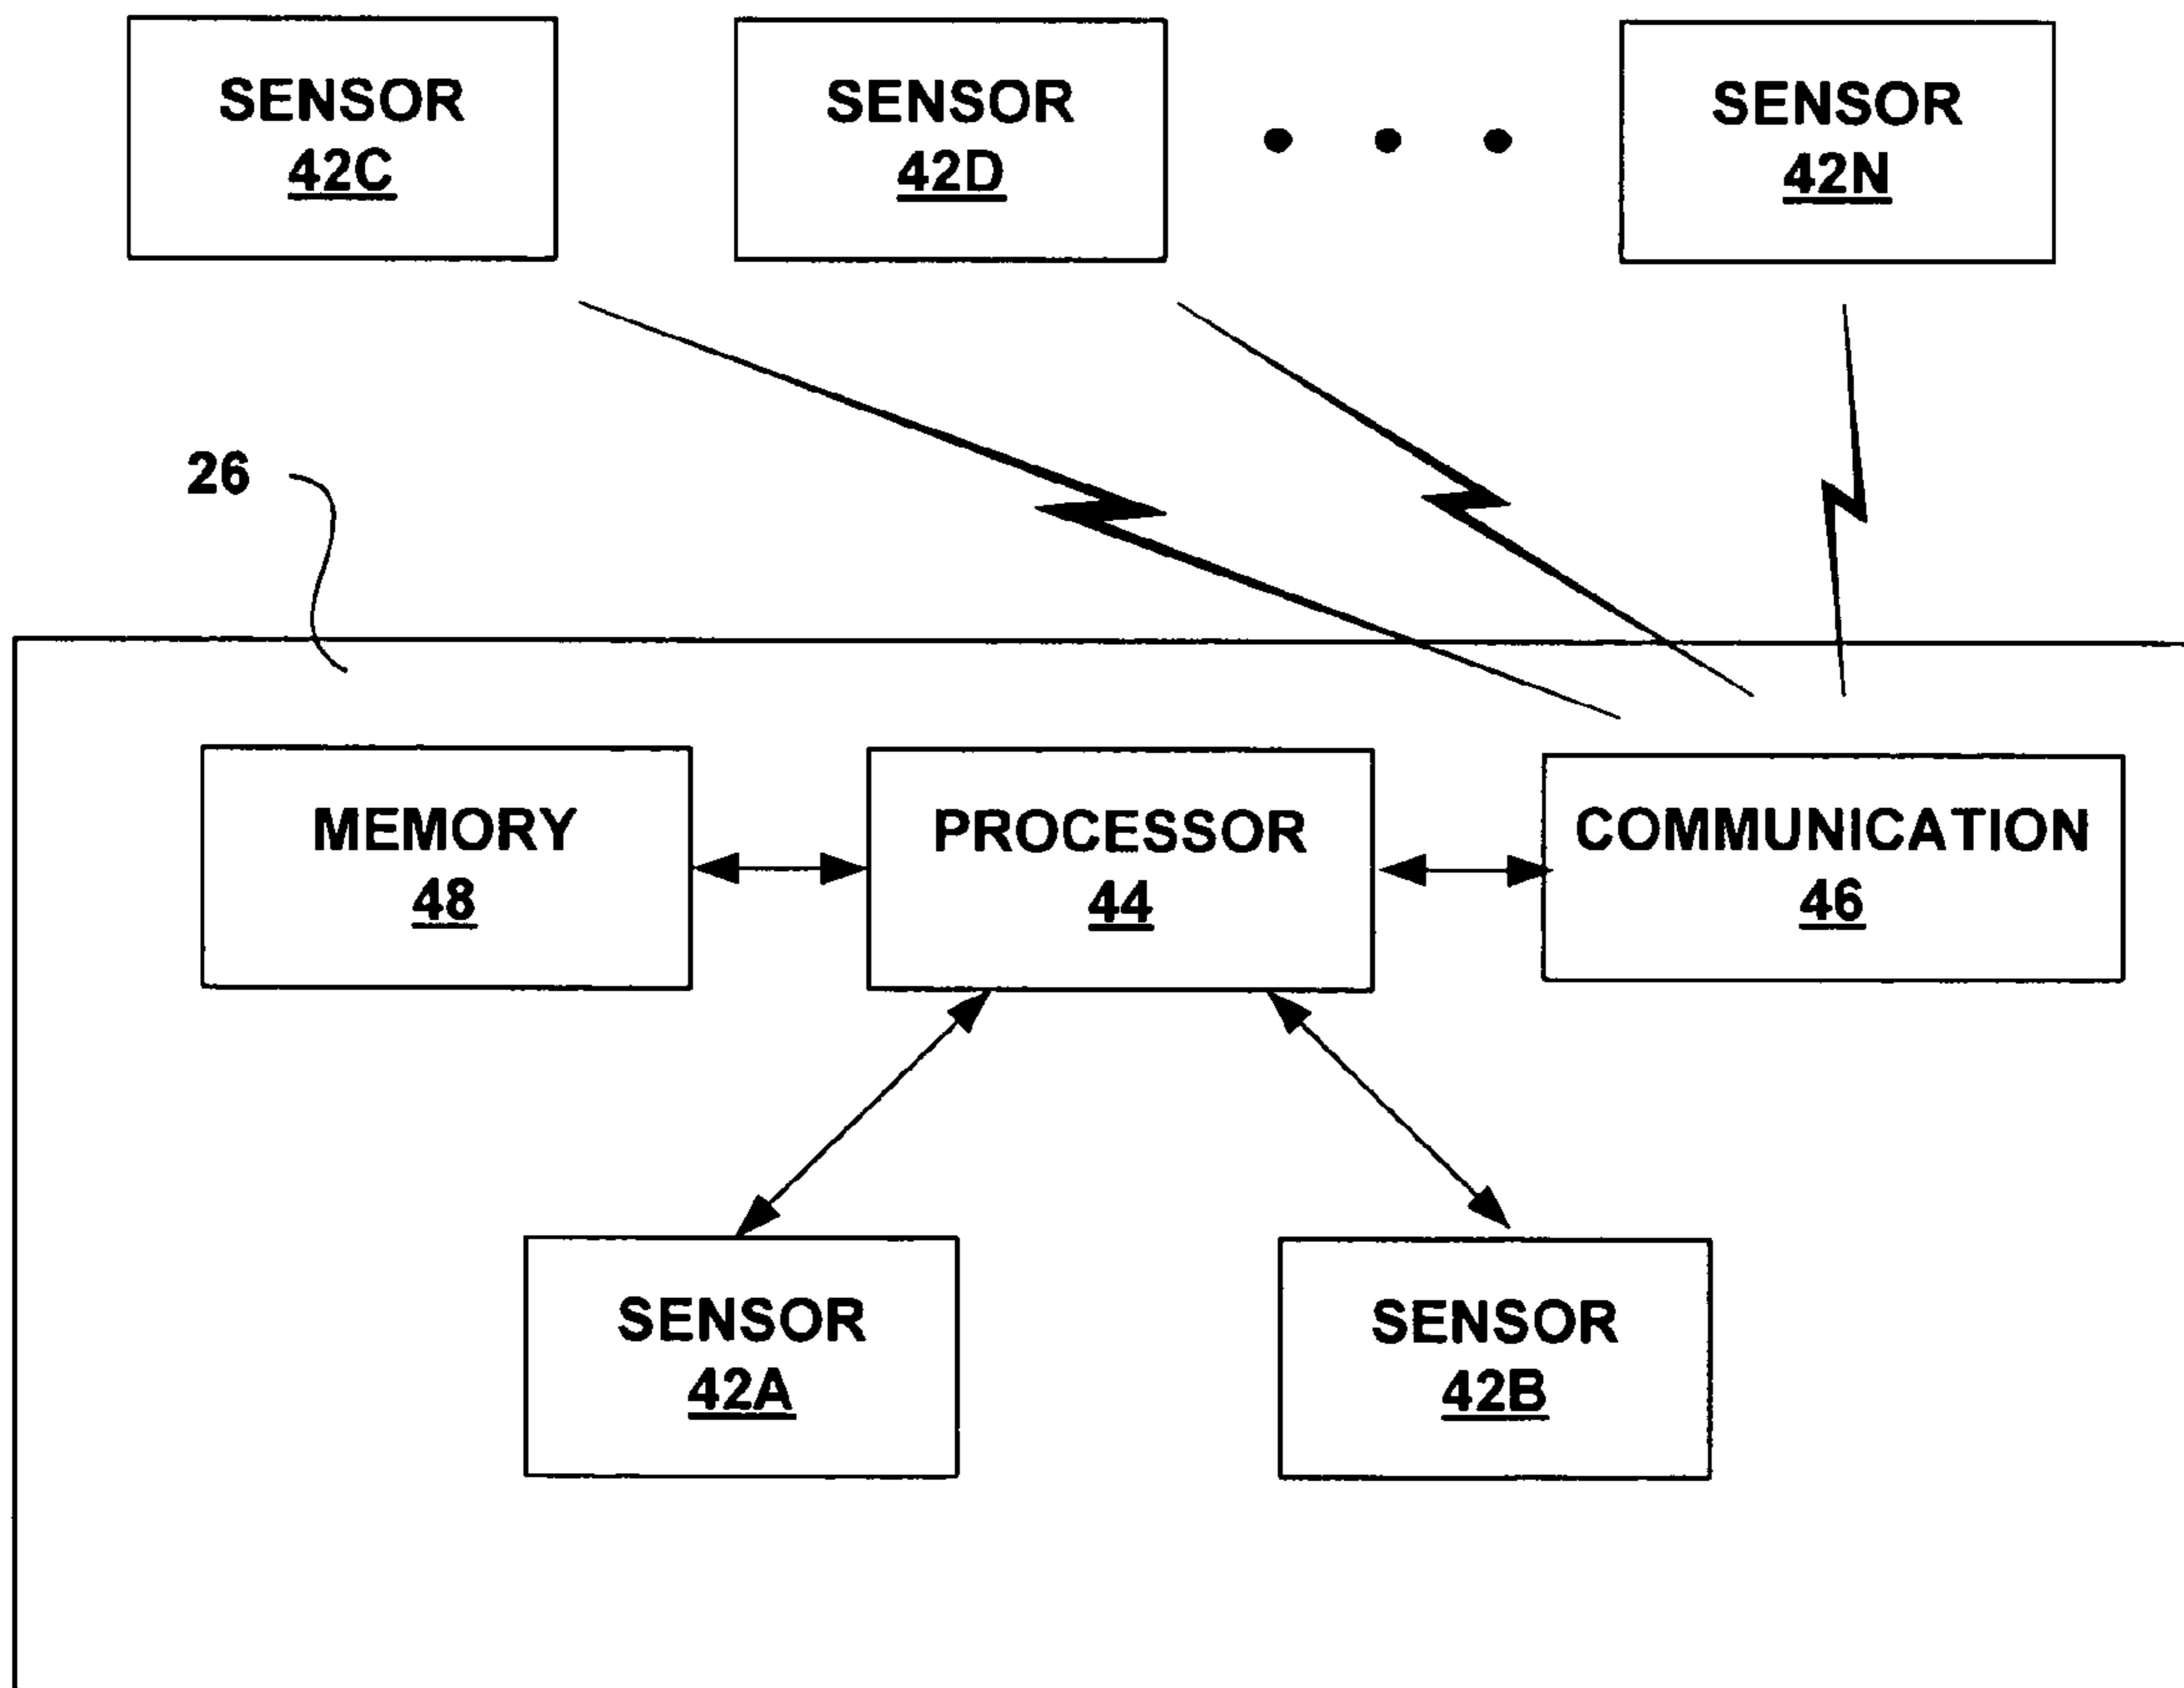 SENSOR
42C
SENSOR
42D
SENSOR
42N
26
MEMORY
48
PROCESSOR
44
COMMUNICATION
46
SENSOR
42A
SENSOR
42B